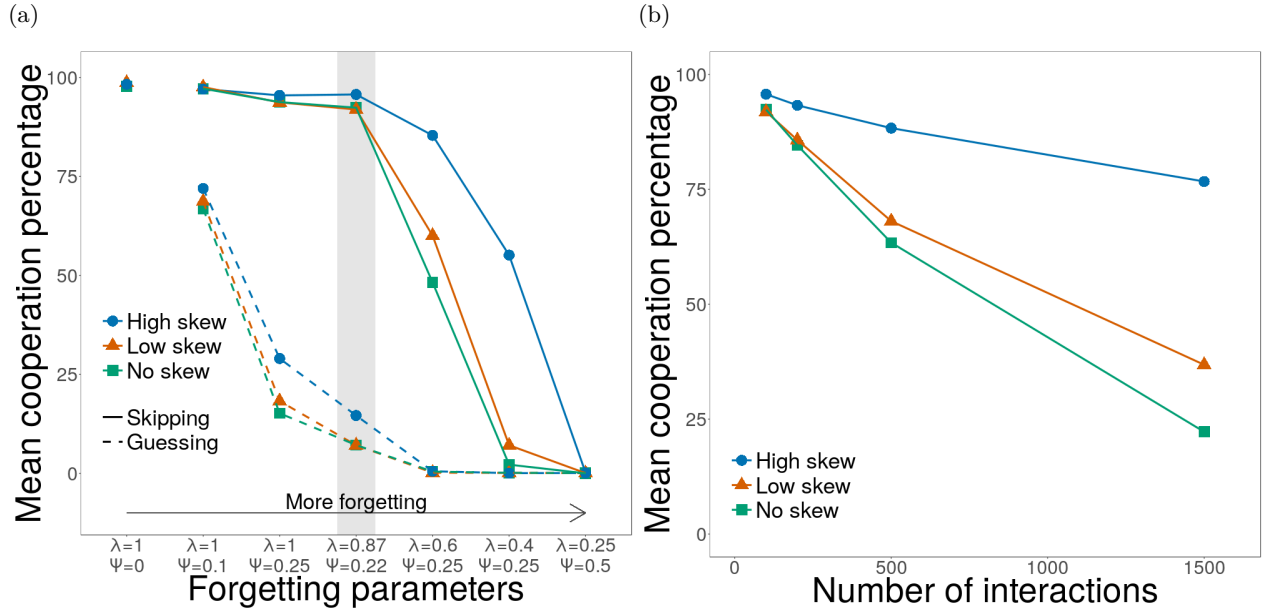 (a)
Mean cooperation percentage
100
75
50
25
0
High skew
Low skew
No skew
Skipping
Guessing
More forgetting
λ=1 λ=1 λ=1 λ=0.87 λ=0.6 λ=0.4 λ=0.25
Ψ=0 Ψ=0.1 Ψ=0.25 Ψ=0.22 Ψ=0.25 Ψ=0.25 Ψ=0.5
Forgetting parameters
(b)
Mean cooperation percentage
100
75
50
25
0
High skew
Low skew
No skew
0 500 1000 1500
Number of interactions